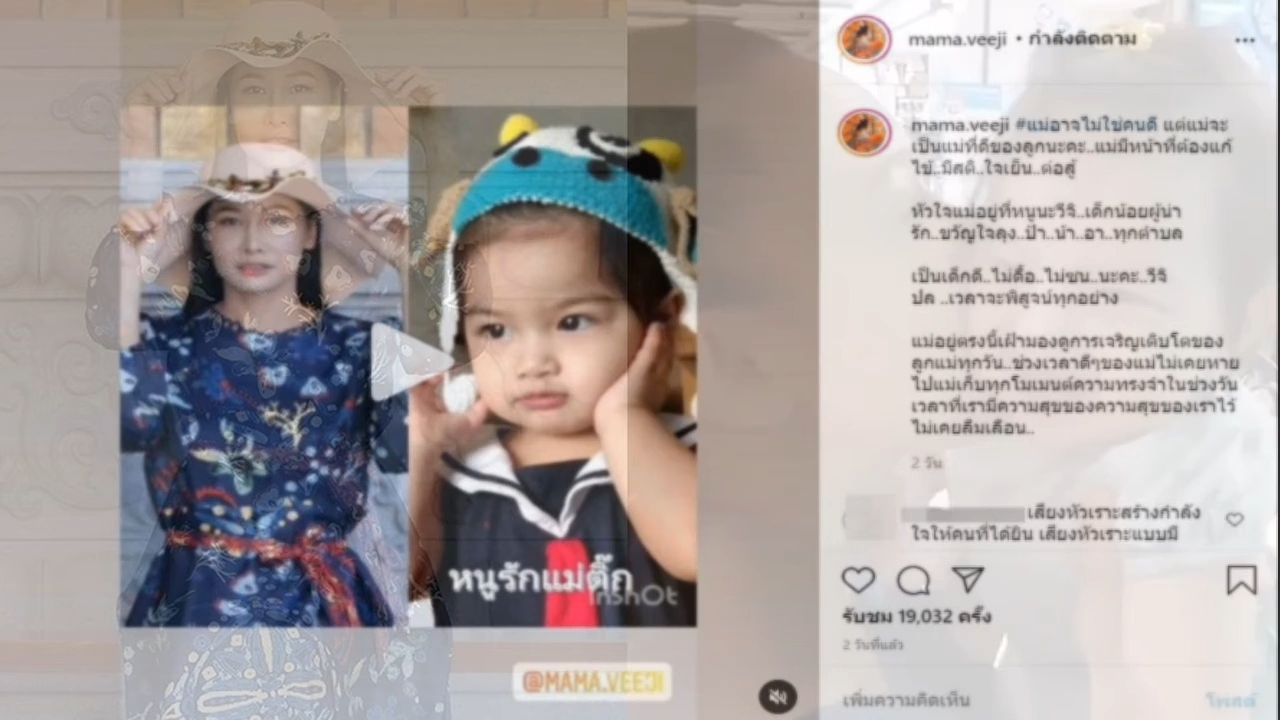 mama.veeji • กำลังติดตาม
mama.veeji #แม่อาจไม่ใช่คนดี แต่แม่จะ
เป็นแม่ที่ดีของลูกนะคะ..แม่มีหน้าที่ต้องแก้
ไข..มีสติ..ใจเย็น..ต่อสู้
หัวใจแม่อยู่ที่หนูนะวีจิ..เด็กน้อยผู้น่า
รัก..ขวัญใจลุง..ป้า..น้า..อา..ทุกตำบล
เป็นเด็กดี..ไม่ดื้อ..ไม่ซน..นะคะ..วีจิ
ปล ..เวลาจะพิสูจน์ทุกอย่าง
แม่อยู่ตรงนี้เฝ้ามองดูการเจริญเติบโตของ
ลูกแม่ทุกวัน..ช่วงเวลาดีๆของแม่ไม่เคยหาย
ไปแม่เก็บทุกโมเมนต์ความทรงจำในช่วงวัน
เวลาที่เรามีความสุขของความสุขของเราไว้
ไม่เคยลืมเลือน..
2 วัน
เสียงหัวเราะสร้างกำลัง
ใจให้คนที่ได้ยิน เสียงหัวเราะแบบมี
รับชม 19,032 ครั้ง
2 วันที่แล้ว
เพิ่มความคิดเห็น
โพสต์
หนูรักแม่ติ๊ก
InShOt
@MAMA.VEEJI